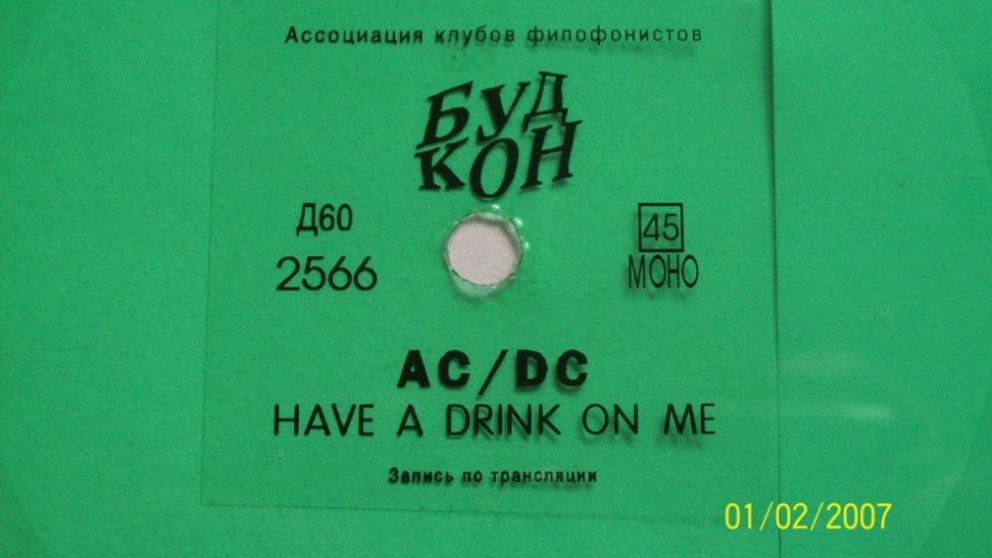 Ассоциация клубов филофонистов
БУД
КОН
Д60
2566
45
МОНО
AC/DC
HAVE A DRINK ON ME
Запись по трансляции
01/02/2007